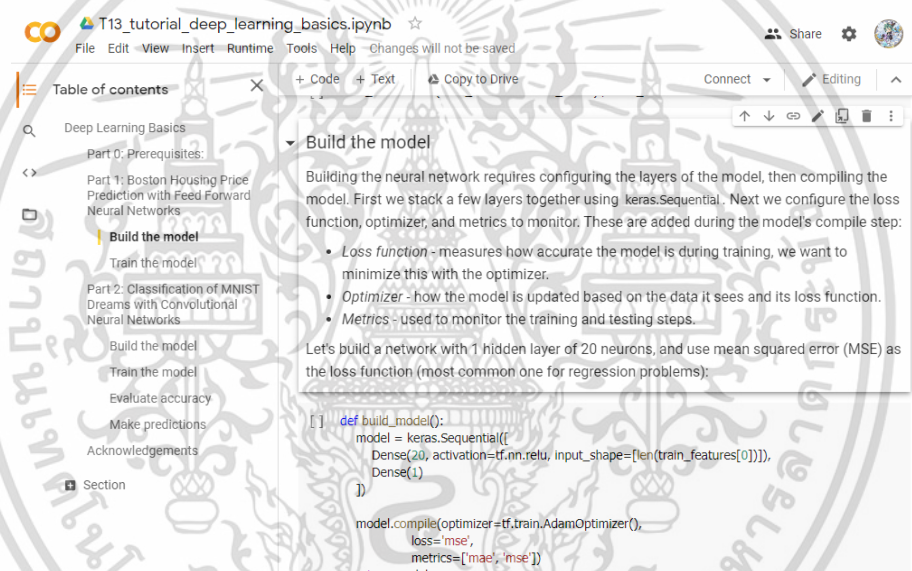 T13_tutorial_deep_learning_basics.ipynb
File Edit View Insert Runtime Tools Help Changes will not be saved
Share
Table of contents
+ Code + Text Copy to Drive
Connect
Editing
Deep Learning Basics
Part 0: Prerequisites:
Part 1: Boston Housing Price
Prediction with Feed Forward
Neural Networks
Build the model
Train the model
Part 2: Classification of MNIST
Dreams with Convolutional
Neural Networks
Build the model
Train the model
Evaluate accuracy
Make predictions
Acknowledgements
Section
Build the model
Building the neural network requires configuring the layers of the model, then compiling the
model. First we stack a few layers together using keras.Sequential. Next we configure the loss
function, optimizer, and metrics to monitor. These are added during the model's compile step:
• Loss function - measures how accurate the model is during training, we want to
minimize this with the optimizer.
• Optimizer - how the model is updated based on the data it sees and its loss function.
• Metrics - used to monitor the training and testing steps.
Let's build a network with 1 hidden layer of 20 neurons, and use mean squared error (MSE) as
the loss function (most common one for regression problems):
[ ] def build_model():
model = keras.Sequential([
Dense(20, activation=tf.nn.relu, input_shape=[len(train_features[0])]),
Dense(1)
])
model.compile(optimizer=tf.train.AdamOptimizer(),
loss='mse',
metrics=['mae', 'mse'])